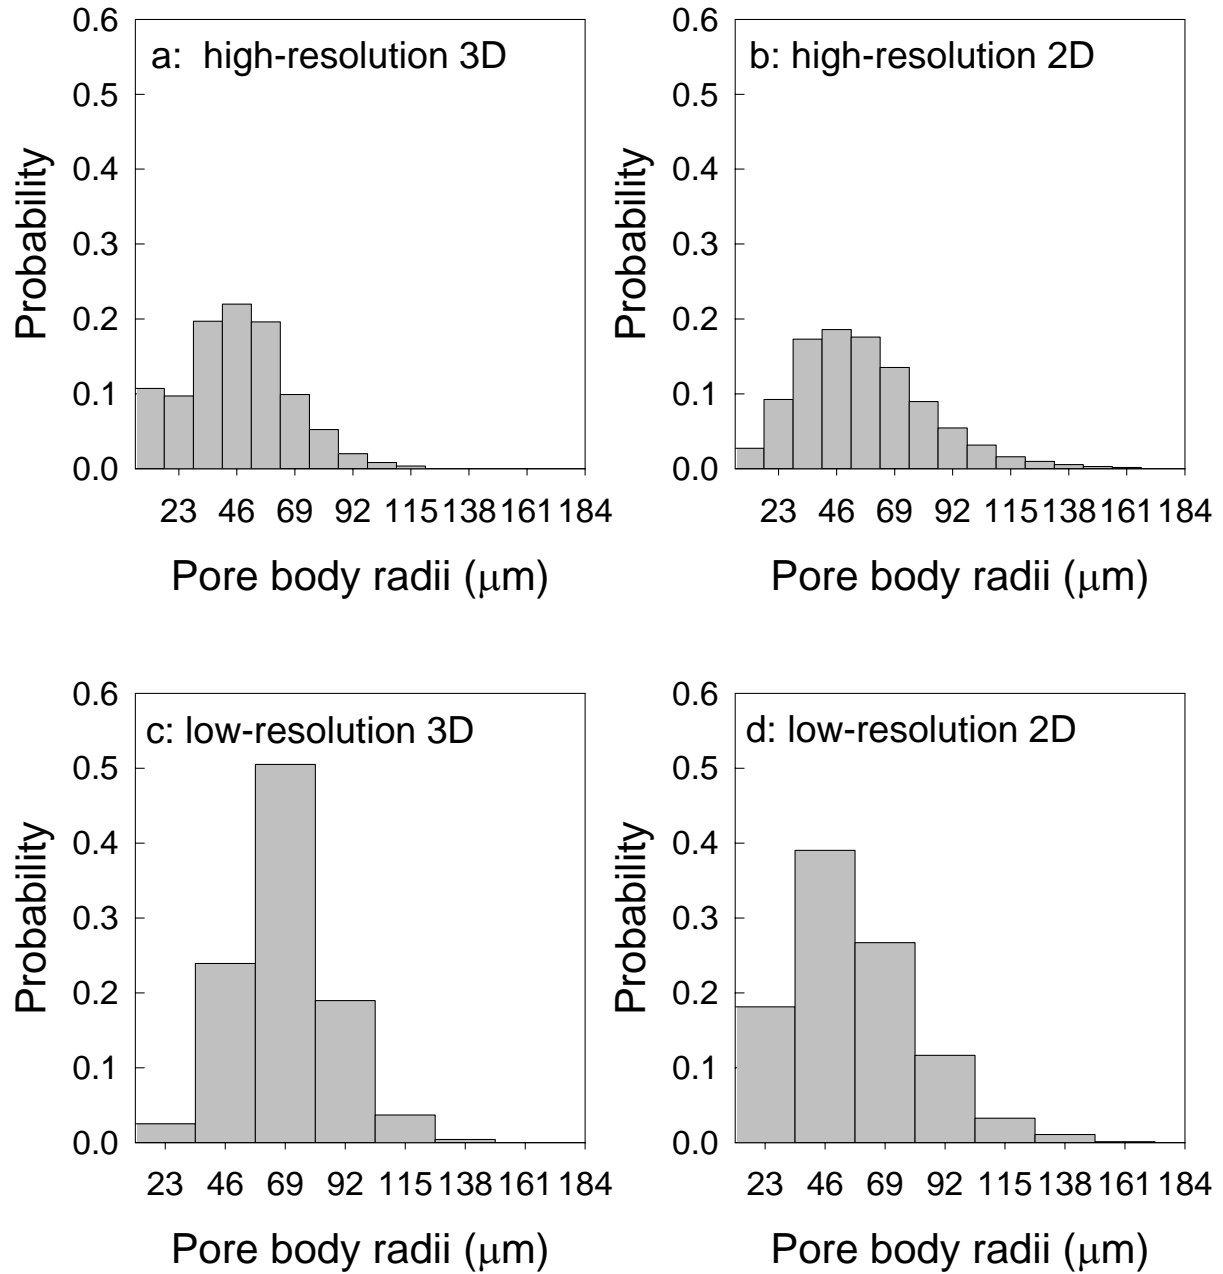 a:  high-resolution 3D
0.6
0.5
0.4
0.3
0.2
0.1
0.0
Probability
23 46 69 92 115 138 161 184
Pore body radii (μm)
b: high-resolution 2D
0.6
0.5
0.4
0.3
0.2
0.1
0.0
Probability
23 46 69 92 115 138 161 184
Pore body radii (μm)
c: low-resolution 3D
0.6
0.5
0.4
0.3
0.2
0.1
0.0
Probability
23 46 69 92 115 138 161 184
Pore body radii (μm)
d: low-resolution 2D
0.6
0.5
0.4
0.3
0.2
0.1
0.0
Probability
23 46 69 92 115 138 161 184
Pore body radii (μm)